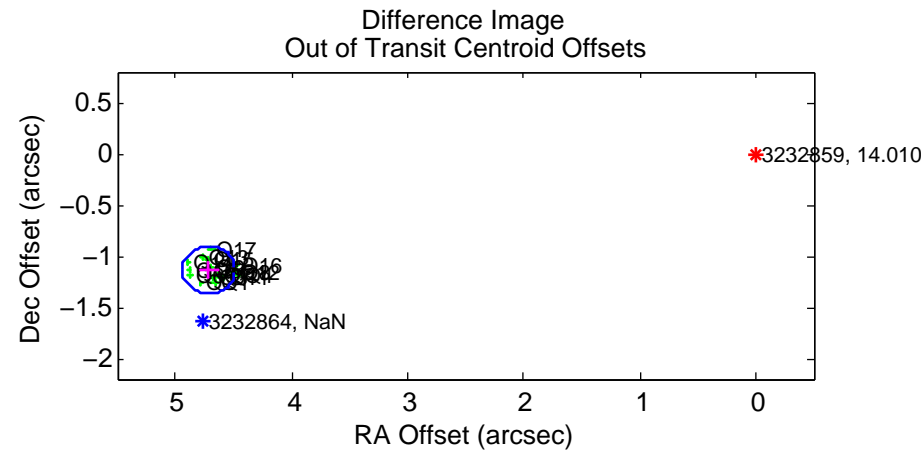 Difference Image
Out of Transit Centroid Offsets
Dec Offset (arcsec)
0.5
0
−0.5
−1
−1.5
−2
3232859, 14.010
Q17
Q16
3232864, NaN
5
4
3
2
1
0
RA Offset (arcsec)